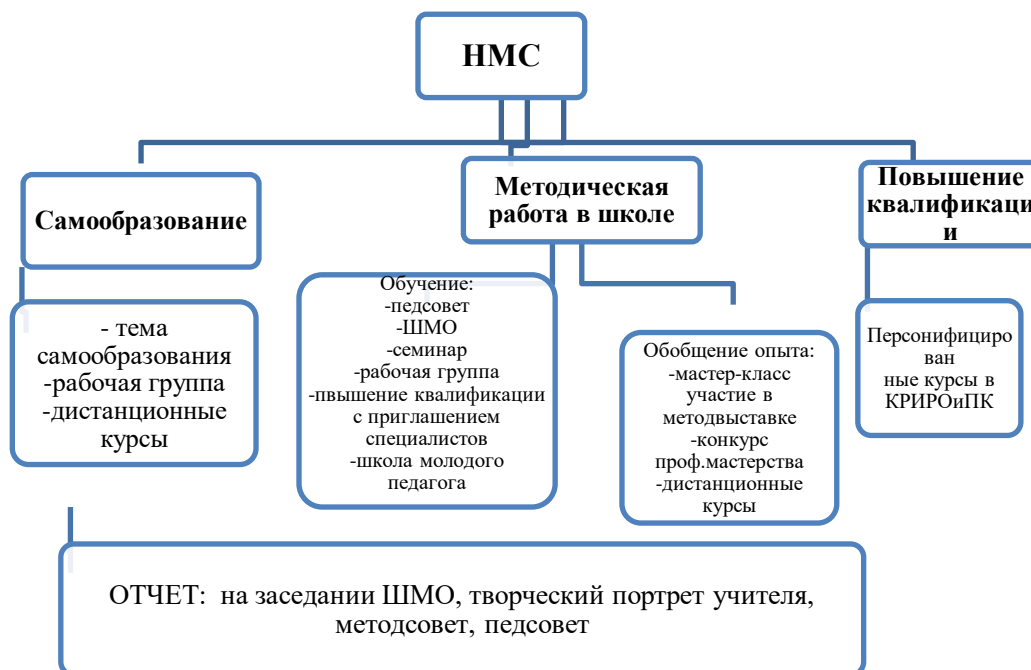 НМС
Самообразование
Методическая
работа в школе
Повышение
квалификаци
и
- тема
самообразования
-рабочая группа
-дистанционные
курсы
Обучение:
-педсовет
-ШМО
-семинар
-рабочая группа
-пвышение квалификации
с приглашением
специалистов
-школа молодого
педагога
Обобщение опыта:
-мастер-класс
участие в
методвыставке
-конкурс
проф.мастерства
-дистанционные
курсы
Персонифициро
ван
ные курсы в
КРИРОиПК
ОТЧЕТ: на заседании ШМО, творческий портрет учителя,
методсовет, педсовет